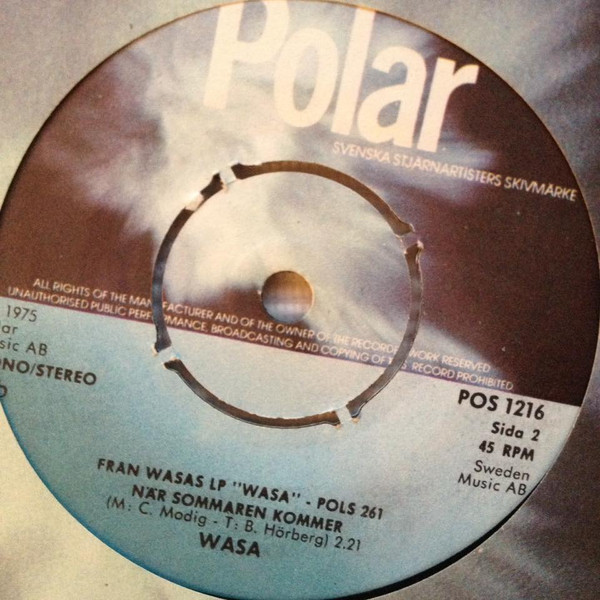 Polar
SVENSKA STJÄRNARTISTERS SKIVMÄRKE
ALL RIGHTS OF THE MANUFACTURER AND OF THE OWNER OF THE RECORDED WORK RESERVED
UNAUTHORISED PUBLIC PERFORMANCE, BROADCASTING AND COPYING OF THIS RECORD PROHIBITED
1975
lar
sic AB
ONO/STEREO
POS 1216
Sida 2
45 RPM
Sweden
Music AB
FRAN WASAS LP "WASA" - POLS 261
NÄR SOMMAREN KOMMER
(M: C. Modig - T: B. Hörberg) 2.21
WASA